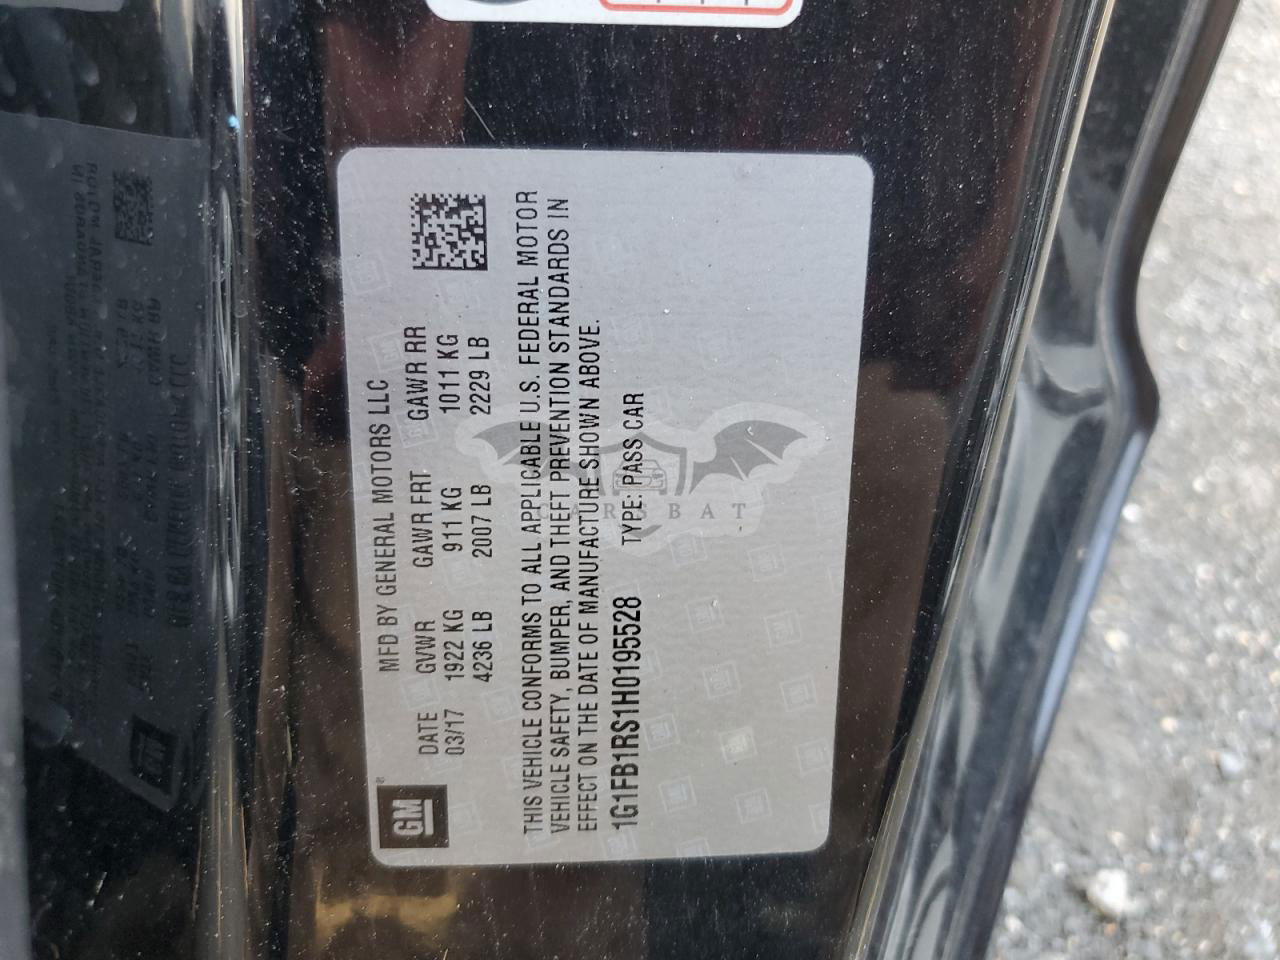 GM
MFD BY GENERAL MOTORS LLC
DATE GVWR GAWR FRT GAWR RR
03/17 1922 KG 911 KG 1011 KG
4236 LB 2007 LB 2229 LB
THIS VEHICLE CONFORMS TO ALL APPLICABLE U.S. FEDERAL MOTOR
VEHICLE SAFETY, BUMPER, AND THEFT PREVENTION STANDARDS IN
EFFECT ON THE DATE OF MANUFACTURE SHOWN ABOVE.
1G1FB1RS1H0195528 TYPE: PASS CAR
CARSBAT